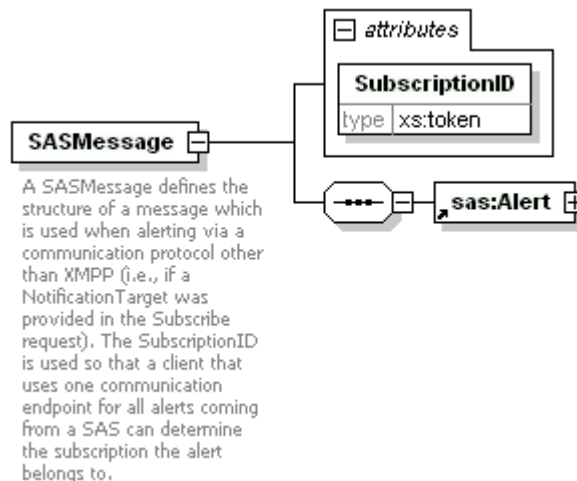 attributes
SubscriptionID
type xs:token
SASMessage
sas:Alert
A SASMessage defines the
structure of a message which
is used when alerting via a
communication protocol other
than XMPP (i.e., if a
NotificationTarget was
provided in the Subscribe
request). The SubscriptionID
is used so that a client that
uses one communication
endpoint for all alerts coming
from a SAS can determine
the subscription the alert
belongs to.